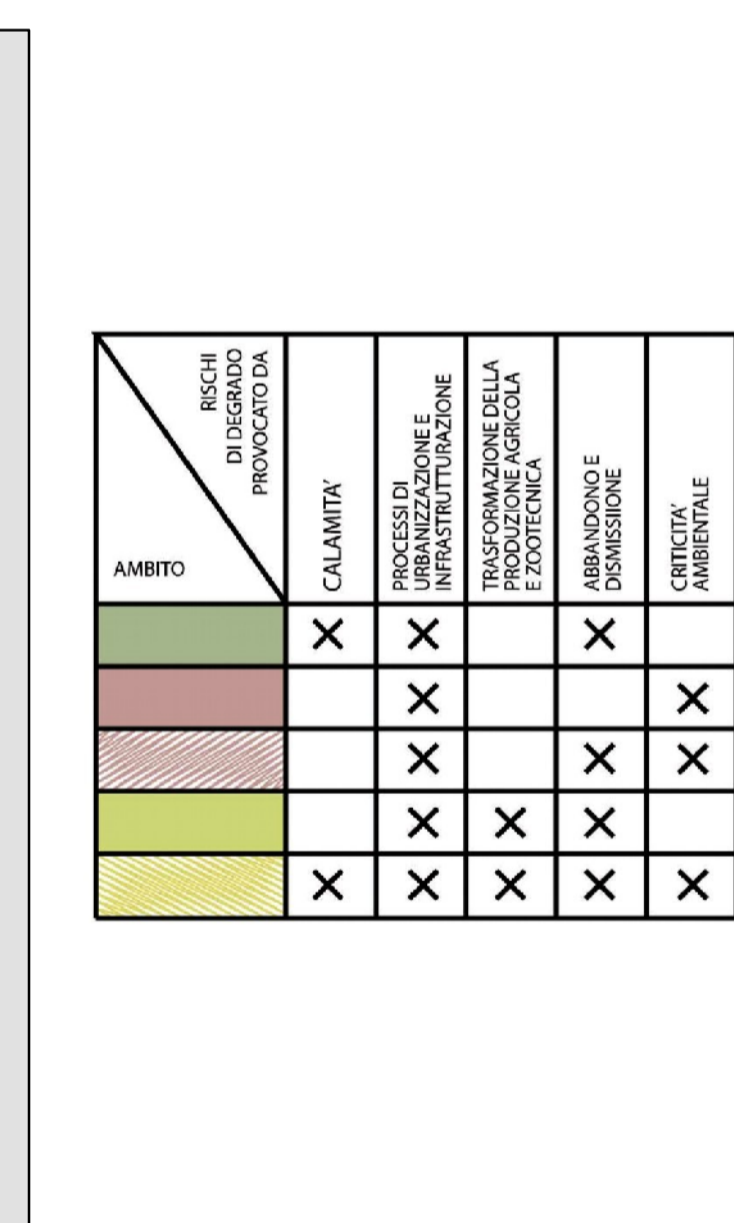 RISCHI
DI DEGRADO
PROVOCATO DA
AMBITO
CALAMITA'
PROCESSI DI
URBANIZZAZIONE E
INFRASTRUTTURAZIONE
TRASFORMAZIONE DELLA
PRODUZIONE AGRICOLA
E ZOOTECNICA
ABBANDONO E
DISMISSIIONE
CRITICITA'
AMBIENTALE
X X X
X X
X X X
X X X
X X X X X